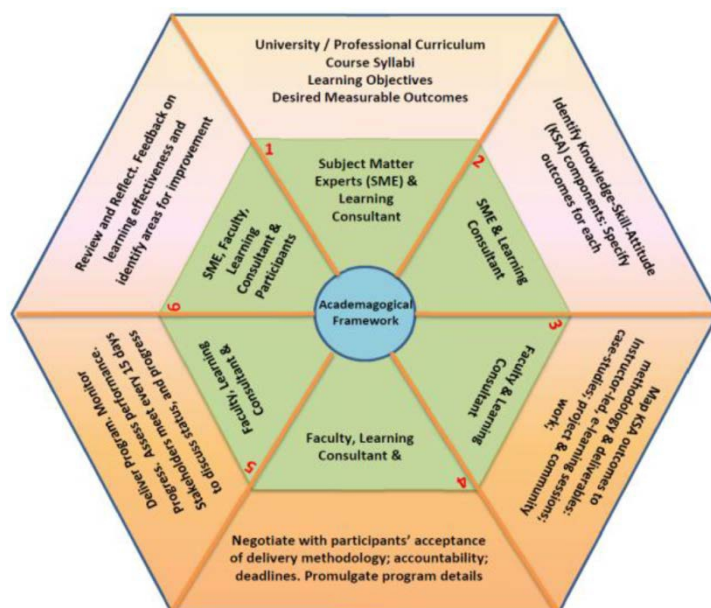 University / Professional Curriculum
Course Syllabi
Learning Objectives
Desired Measurable Outcomes
1
Subject Matter
Experts (SME) &
Learning
Consultant
Identify Knowledge-Skill-Attitude
(KSA) components: Specify
outcomes for each
2
SME & Learning
Consultant
Map KSA outcomes to
methodology & deliverables:
Instructor-led, e-learning sessions;
case-studies; project & community
work;
3
Faculty & Learning
Consultant
Negotiate with participants’ acceptance
of delivery methodology; accountability;
deadlines. Promulgate program details
4
Faculty, Learning
Consultant &
Deliver Program. Monitor
Progress. Assess performance.
Stakeholders meet every 15 days
to discuss status, and progress
5
Faculty, Learning
Consultant &
Review and Reflect. Feedback on
learning effectiveness and
identify areas for improvement
6
SME, Faculty,
Learning
Consultant &
Participants
Academagogical
Framework